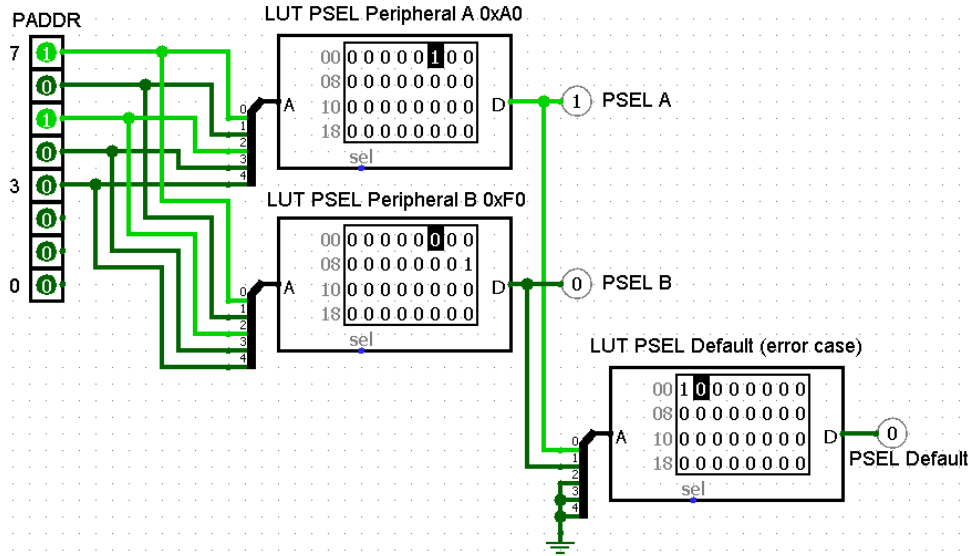 PADDR
7
1
0
1
0
3
0
0
0
0
0
LUT PSEL Peripheral A 0xA0
00 0 0 0 0 0 1 0 0
08 0 0 0 0 0 0 0 0
10 0 0 0 0 0 0 0 0
18 0 0 0 0 0 0 0 0
A
D
sel
0
1
2
3
4
1 PSEL A
LUT PSEL Peripheral B 0xF0
00 0 0 0 0 0 0 0 0
08 0 0 0 0 0 0 0 1
10 0 0 0 0 0 0 0 0
18 0 0 0 0 0 0 0 0
A
D
sel
0
1
2
3
4
0 PSEL B
LUT PSEL Default (error case)
00 1 0 0 0 0 0 0 0
08 0 0 0 0 0 0 0 0
10 0 0 0 0 0 0 0 0
18 0 0 0 0 0 0 0 0
A
D
sel
0
1
2
3
4
0
PSEL Default